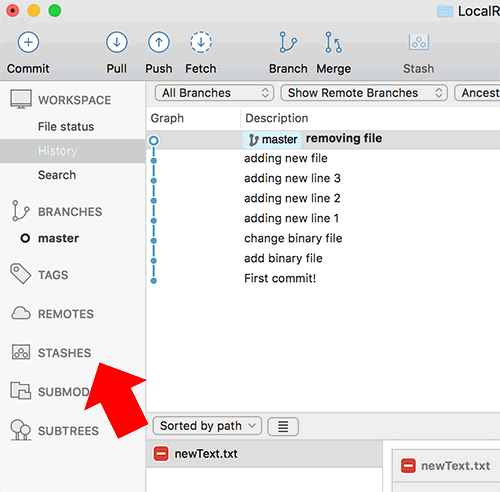 LocalR
Commit Pull Push Fetch Branch Merge Stash
All Branches Show Remote Branches Ancest
WORKSPACE
File status
History
Search
BRANCHES
master
TAGS
REMOTES
STASHES
SUBMOD
SUBTREES
Graph Description
master removing file
adding new file
adding new line 3
adding new line 2
adding new line 1
change binary file
add binary file
First commit!
Sorted by path
newText.txt
newText.txt